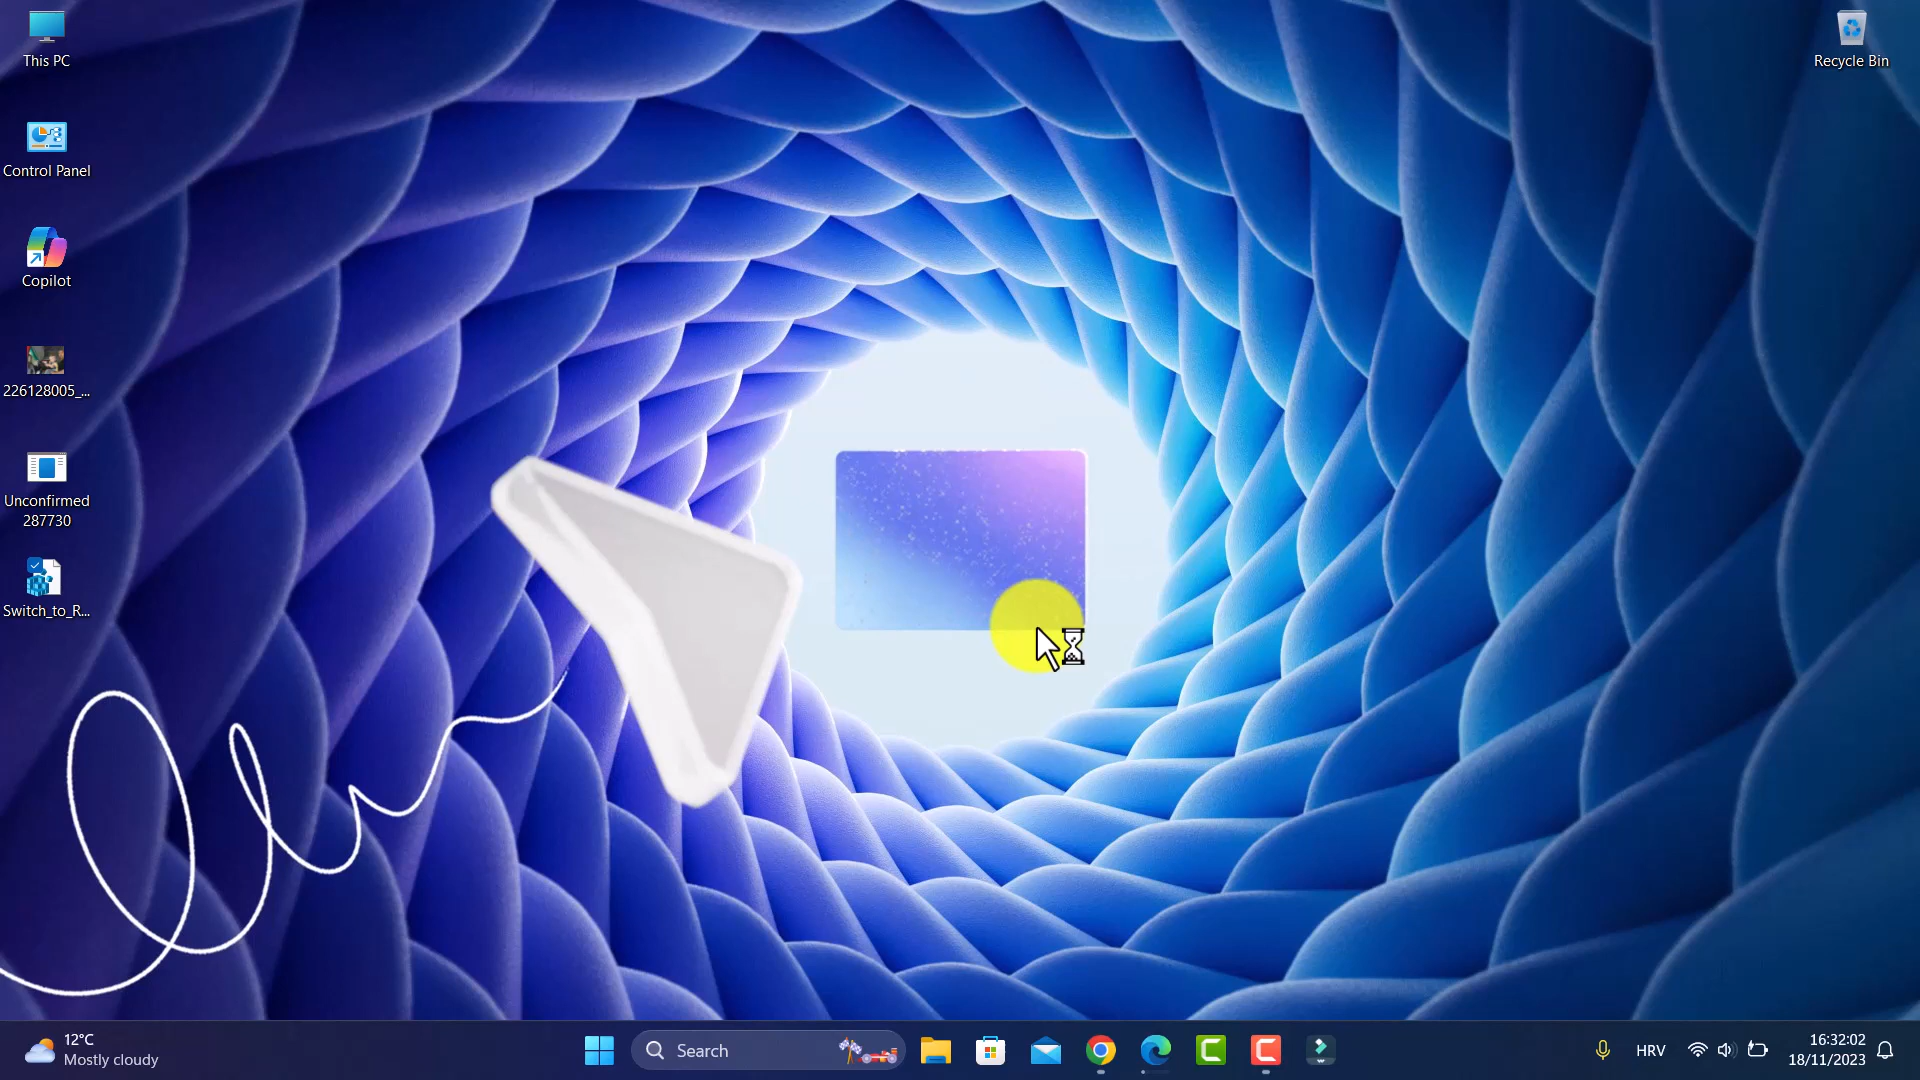 This PC
Recycle Bin
Control Panel
Copilot
226128005_...
Unconfirmed
287730
Switch_to_R...
12°C
Mostly cloudy
Search
HRV
16:32:02
18/11/2023